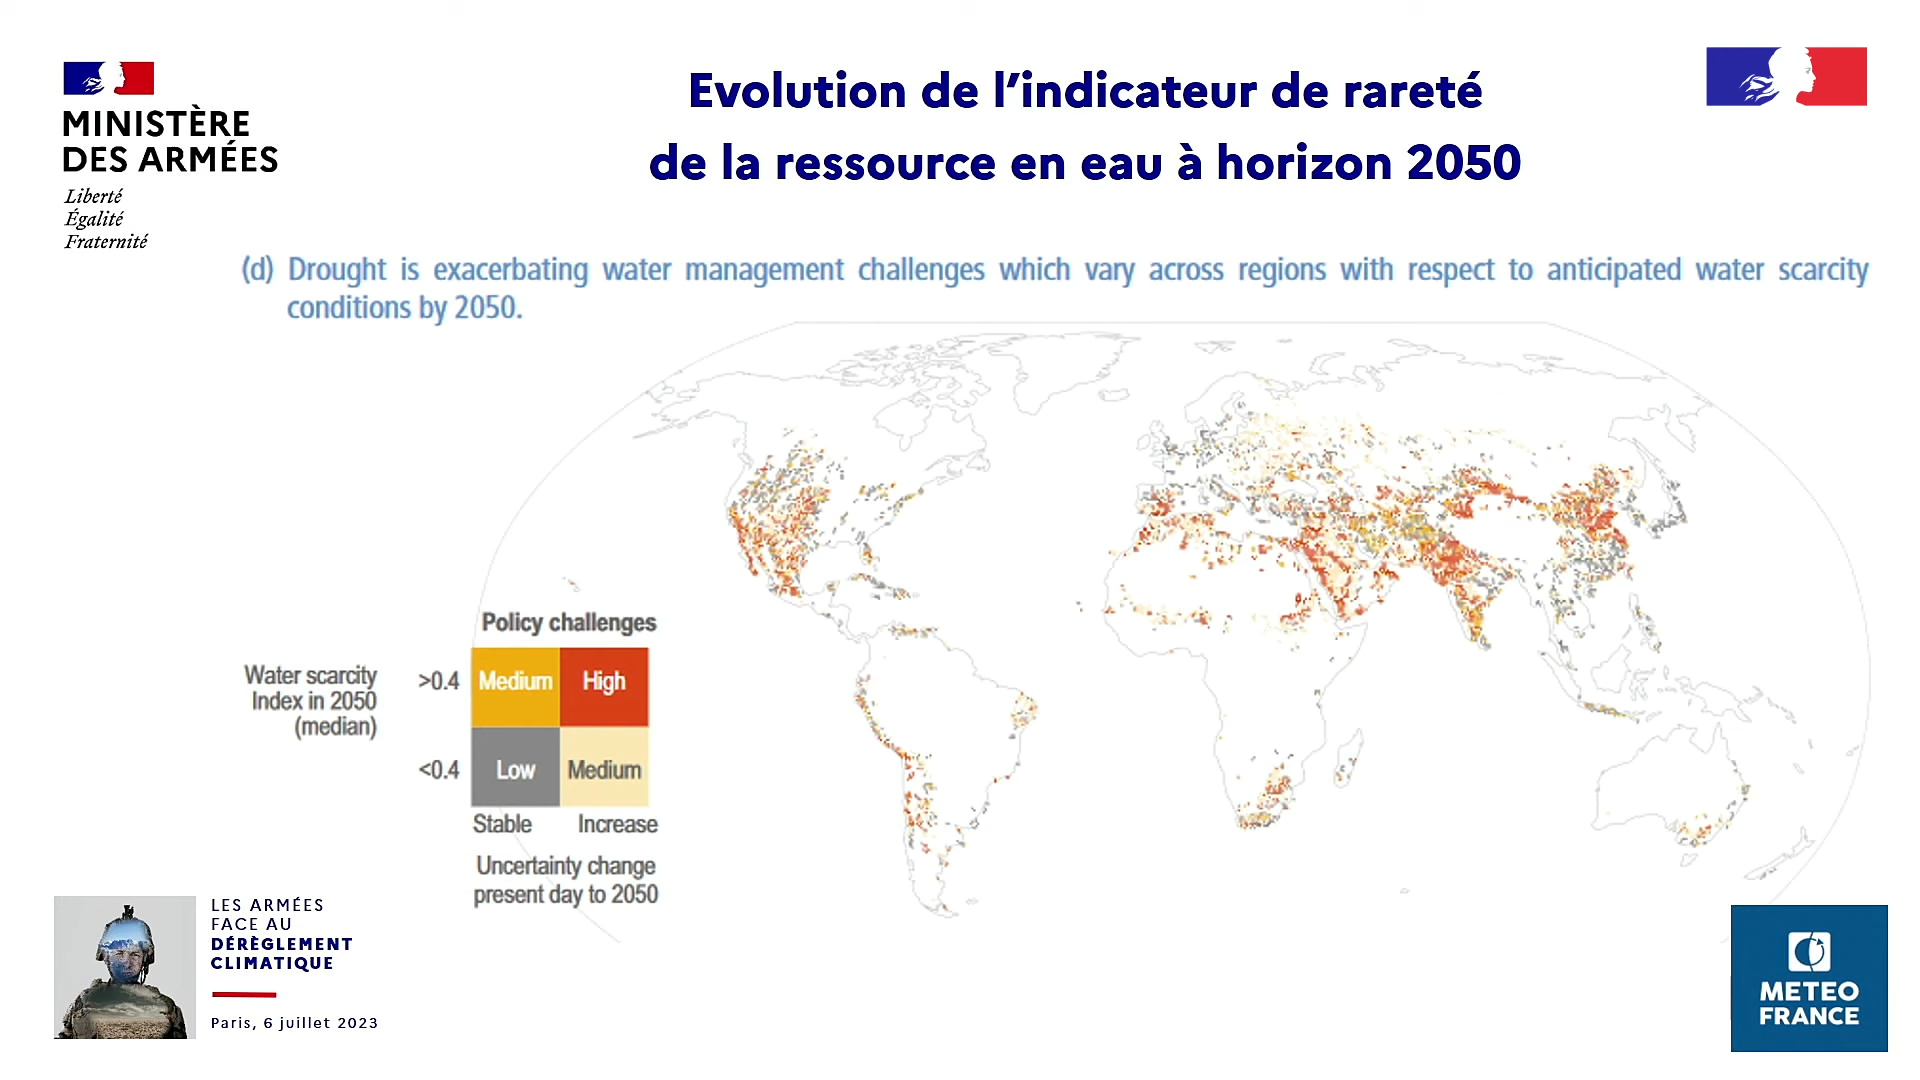 MINISTÈRE
DES ARMÉES
Liberté
Égalité
Fraternité
Evolution de l’indicateur de rareté
de la ressource en eau à horizon 2050
(d) Drought is exacerbating water management challenges which vary across regions with respect to anticipated water scarcity
conditions by 2050.
Policy challenges
Water scarcity
Index in 2050
(median)
>0.4
Medium
High
<0.4
Low
Medium
Stable
Increase
Uncertainty change
present day to 2050
LES ARMÉES
FACE AU
DÉRÈGLEMENT
CLIMATIQUE
Paris, 6 juillet 2023
METEO
FRANCE